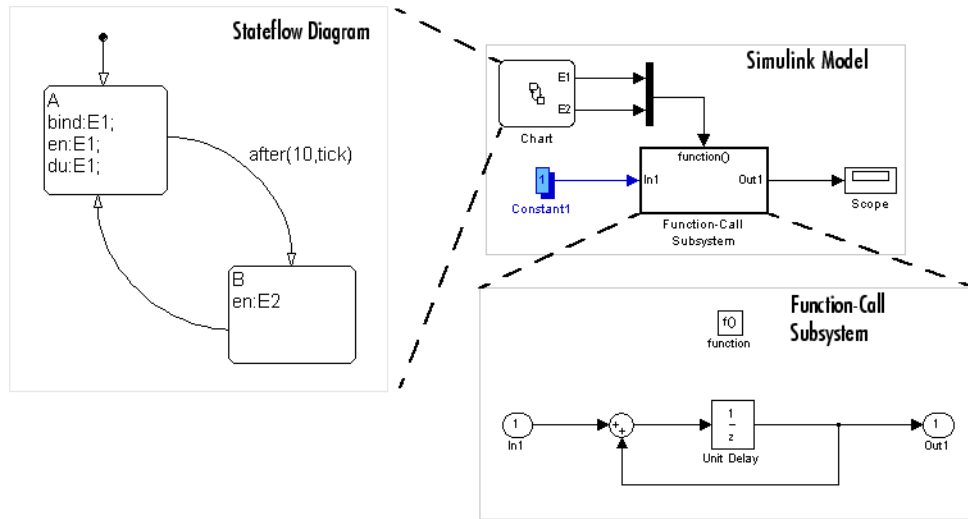 Stateflow Diagram
A
bind:E1;
en:E1;
du:E1;
after(10,tick)
B
en:E2
Simulink Model
E1
E2
Chart
function()
1
In1
Out1
Constant1
Scope
Function-Call
Subsystem
Function-Call
Subsystem
f()
function
1
In1
+
+
1
z
Unit Delay
1
Out1